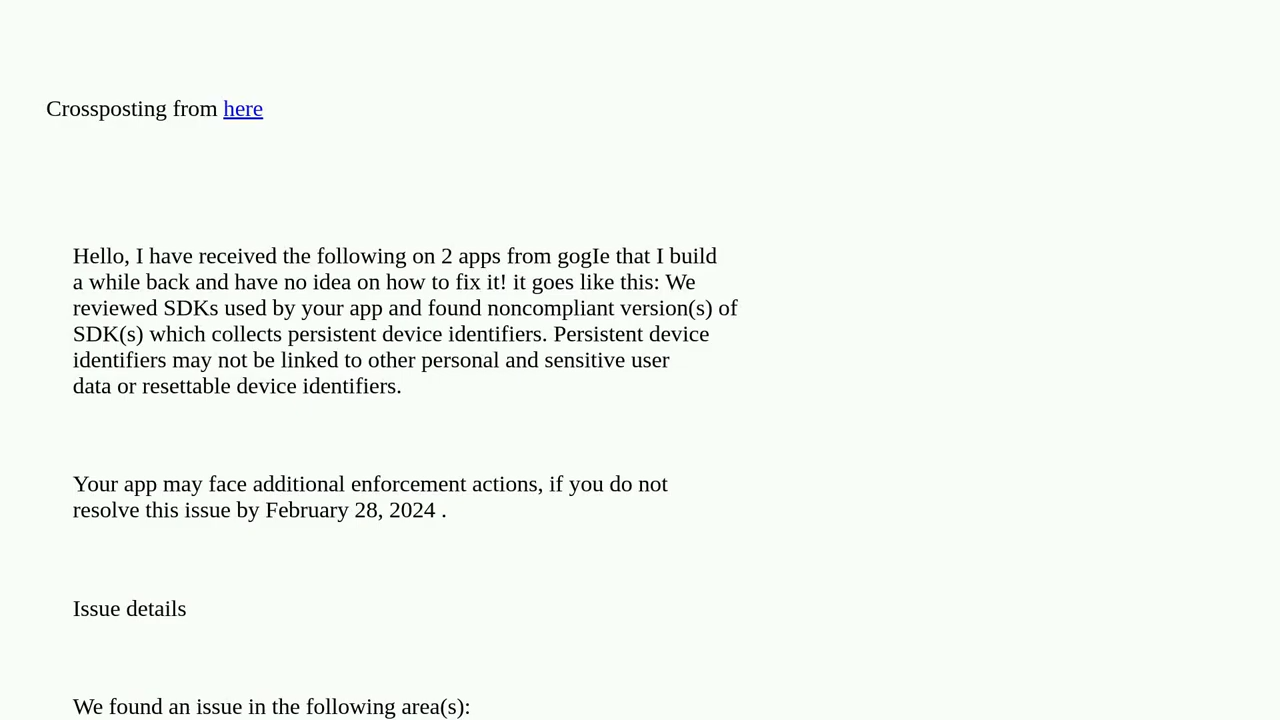 Crossposting from here
Hello, I have received the following on 2 apps from gogIe that I build
a while back and have no idea on how to fix it! it goes like this: We
reviewed SDKs used by your app and found noncompliant version(s) of
SDK(s) which collects persistent device identifiers. Persistent device
identifiers may not be linked to other personal and sensitive user
data or resettable device identifiers.
Your app may face additional enforcement actions, if you do not
resolve this issue by February 28, 2024 .
Issue details
We found an issue in the following area(s):